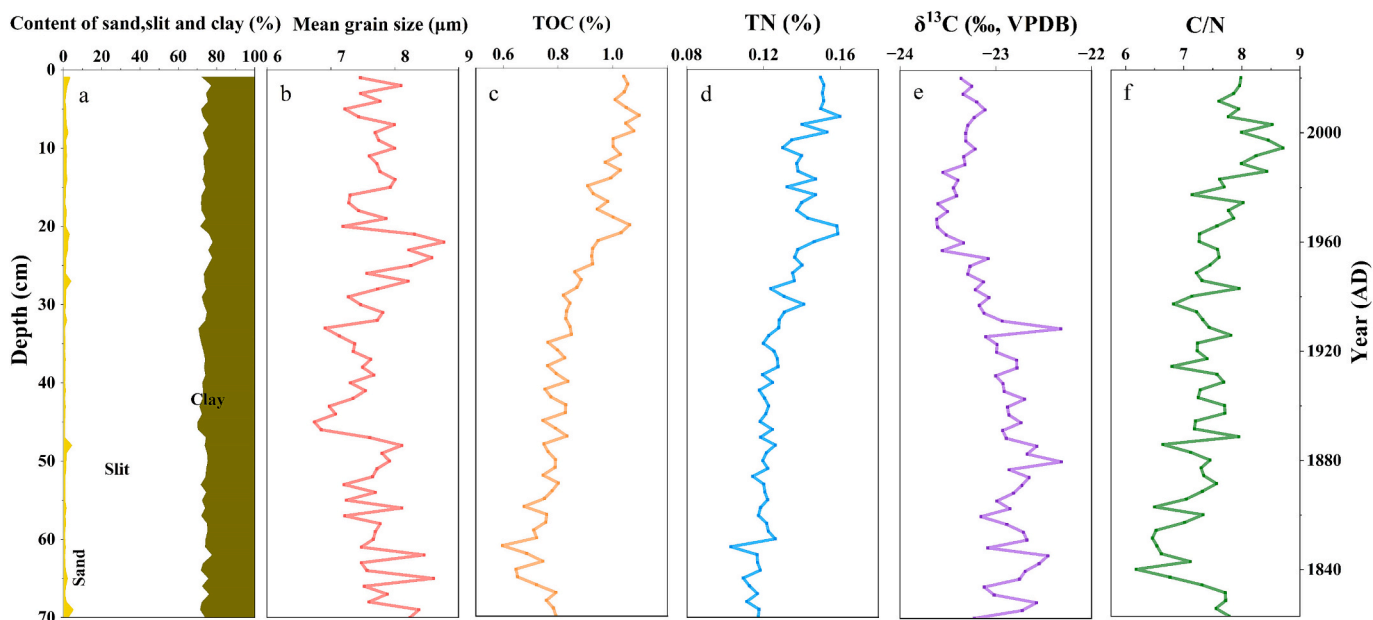 Content of sand,slit and clay (%)
Mean grain size (μm)
TOC (%)
TN (%)
δ¹³C (‰, VPDB)
C/N
0 20 40 60 80 100
7 8 9
0.6 0.8 1.0
0.08 0.12 0.16
−24 −23 −22
6 7 8 9
a
b
c
d
e
f
Depth (cm)
0
10
20
30
40
50
60
70
Clay
Slit
Sand
2000
1960
1920
1880
1840
Year (AD)